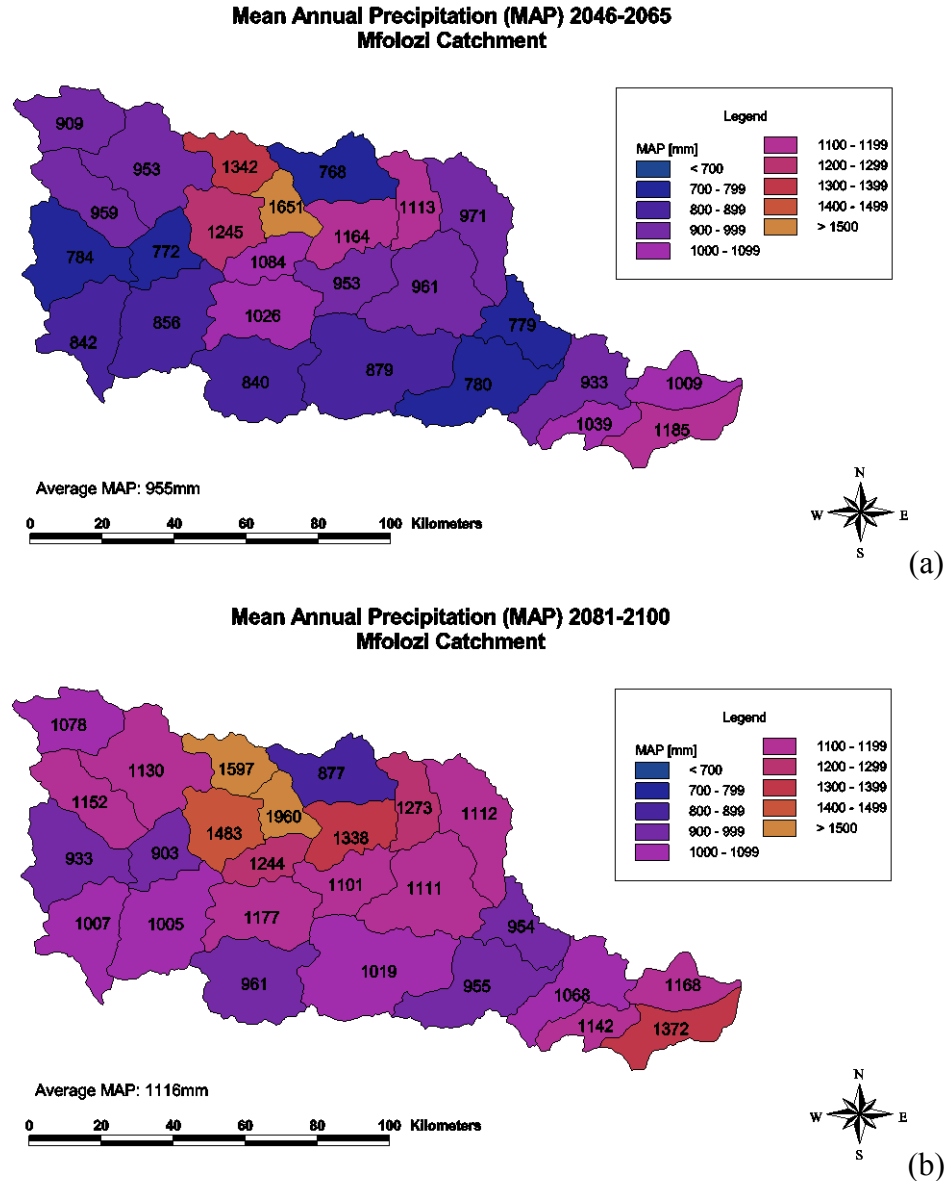 Mean Annual Precipitation (MAP) 2046-2065
Mfolozi Catchment
909
953
959
784
772
842
856
1342
1651
1245
1084
1026
840
768
1164
1113
971
953
961
879
779
780
933
1009
1039
1185
Legend
MAP [mm]
< 700
700 - 799
800 - 899
900 - 999
1000 - 1099
1100 - 1199
1200 - 1299
1300 - 1399
1400 - 1499
> 1500
Average MAP: 955mm
0 20 40 60 80 100 Kilometers
N
W E
S
(a)
Mean Annual Precipitation (MAP) 2081-2100
Mfolozi Catchment
1078
1130
1152
933
903
1007
1005
1597
1960
1483
1244
1177
961
877
1338
1273
1112
1101
1111
1019
954
955
1068
1168
1142
1372
Legend
MAP [mm]
< 700
700 - 799
800 - 899
900 - 999
1000 - 1099
1100 - 1199
1200 - 1299
1300 - 1399
1400 - 1499
> 1500
Average MAP: 1116mm
0 20 40 60 80 100 Kilometers
N
W E
S
(b)